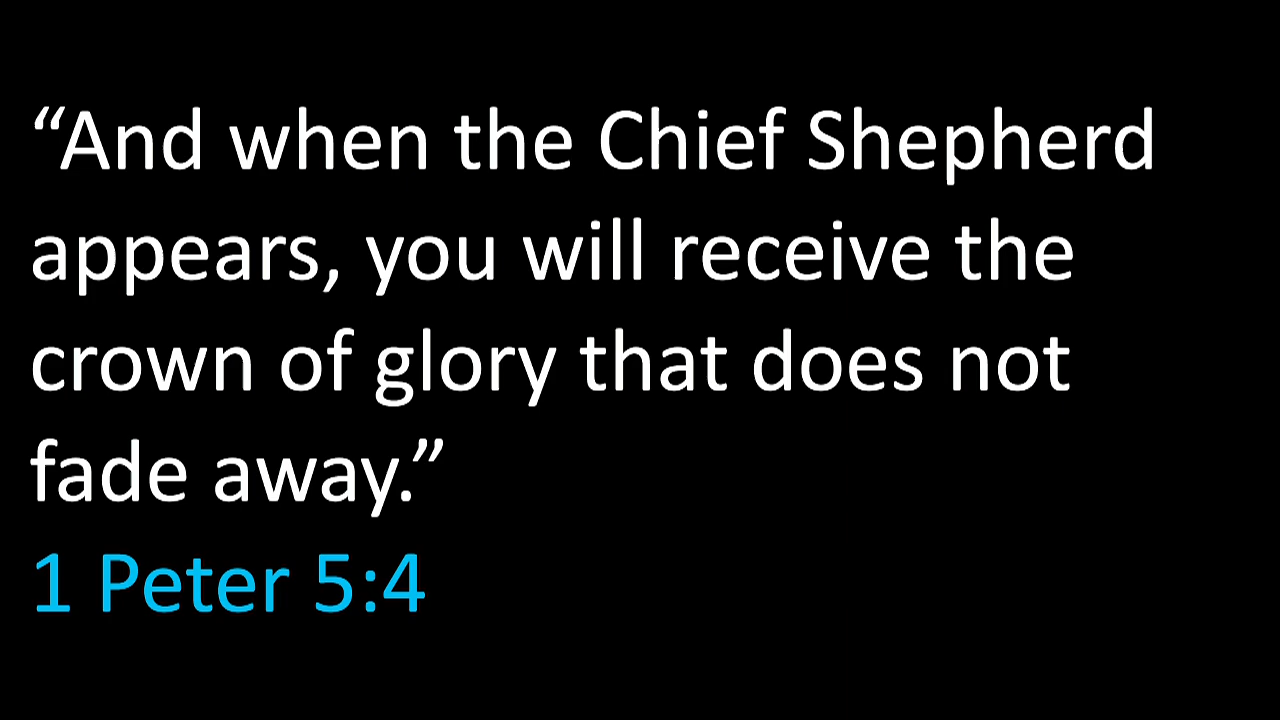 “And when the Chief Shepherd
appears, you will receive the
crown of glory that does not
fade away.”
1 Peter 5:4